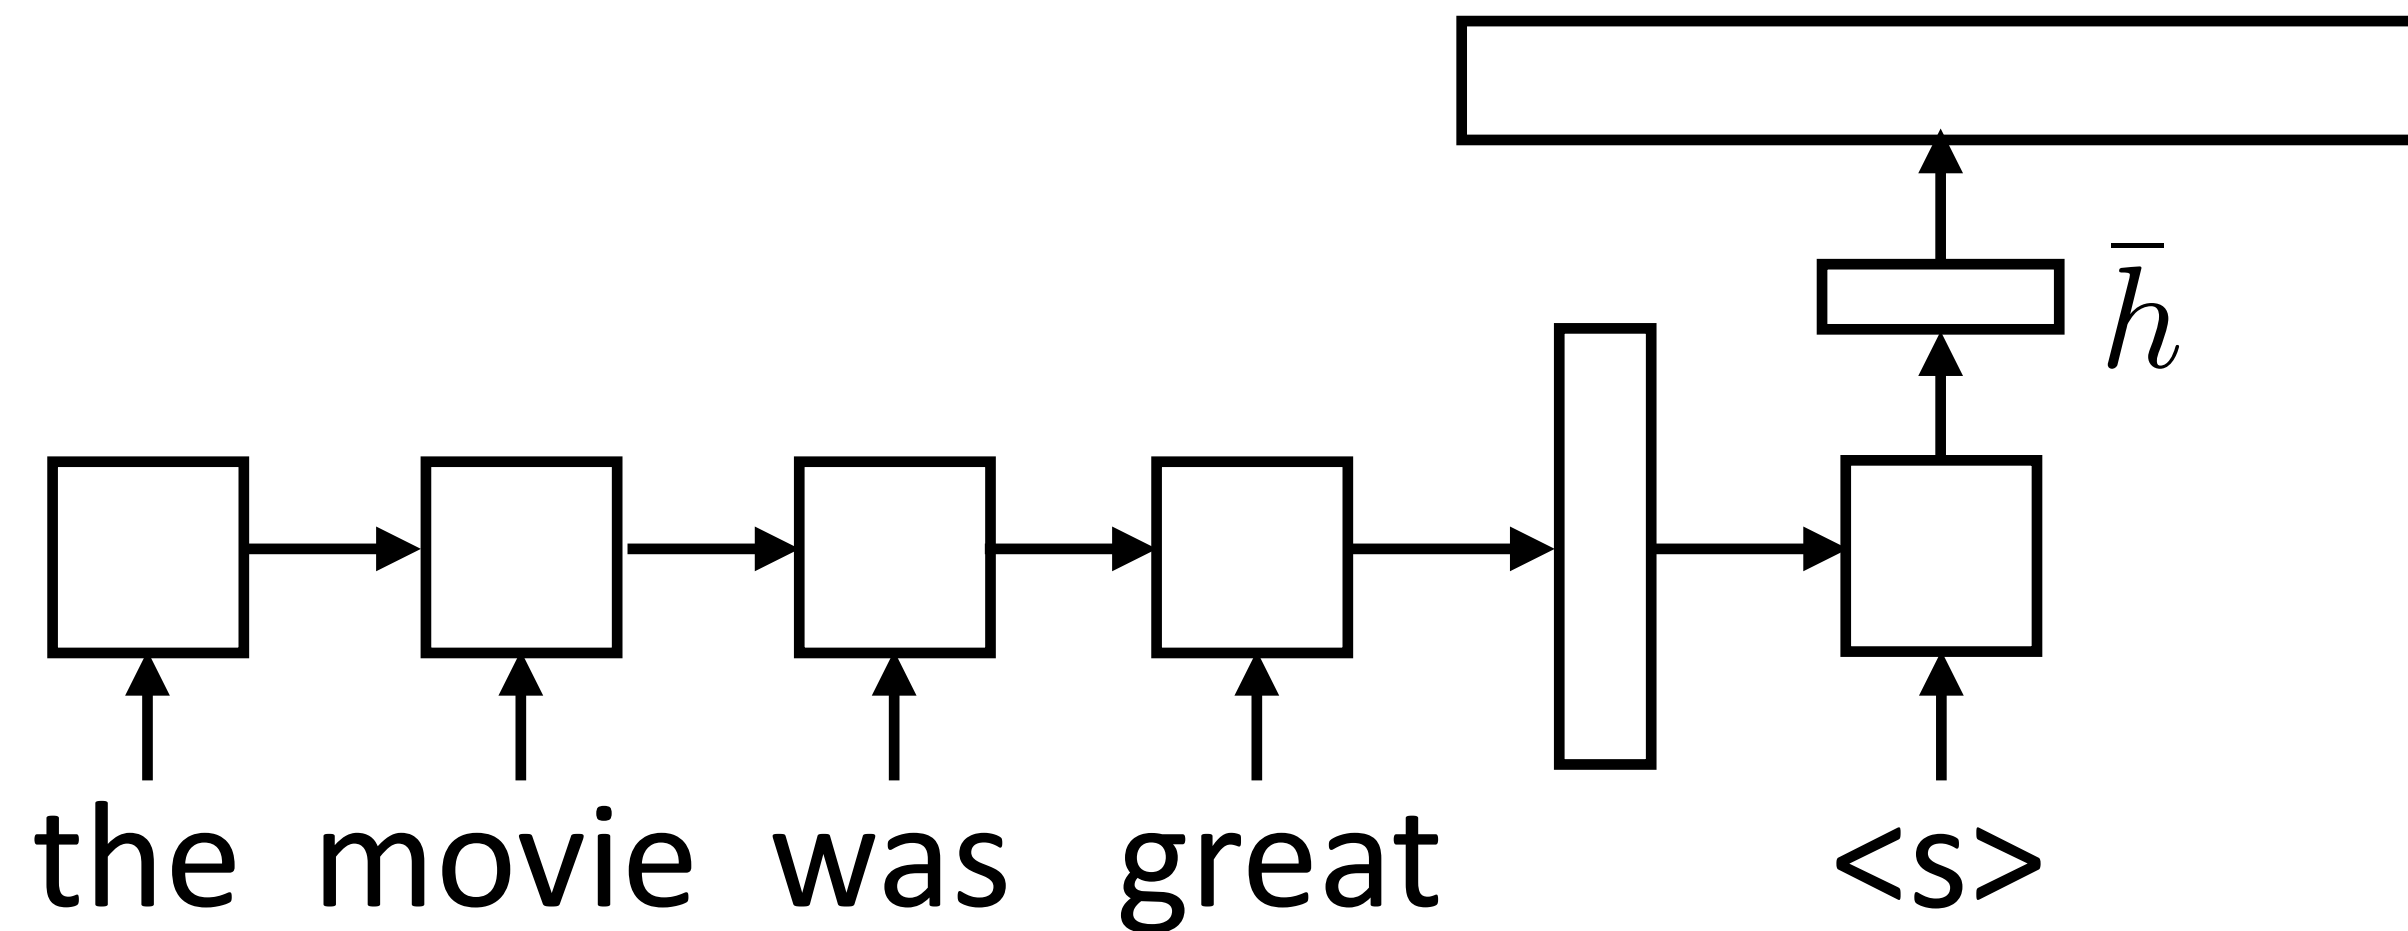 h̄
the movie was great <s>